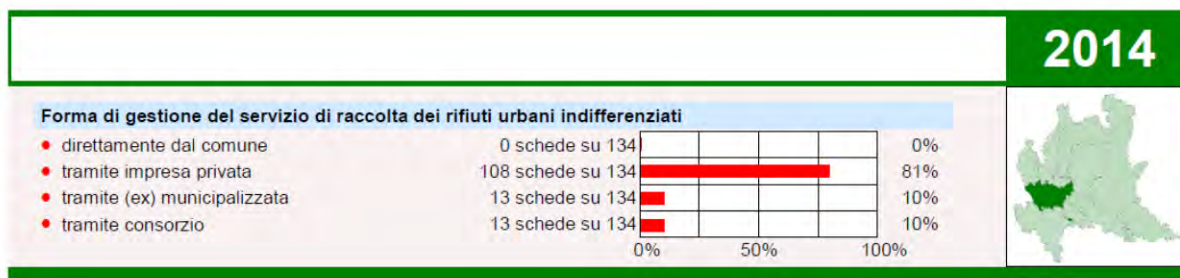 2014
Forma di gestione del servizio di raccolta dei rifiuti urbani indifferenziati
• direttamente dal comune 0 schede su 134 0%
• tramite impresa privata 108 schede su 134 81%
• tramite (ex) municipalizzata 13 schede su 134 10%
• tramite consorzio 13 schede su 134 10%
0% 50% 100%